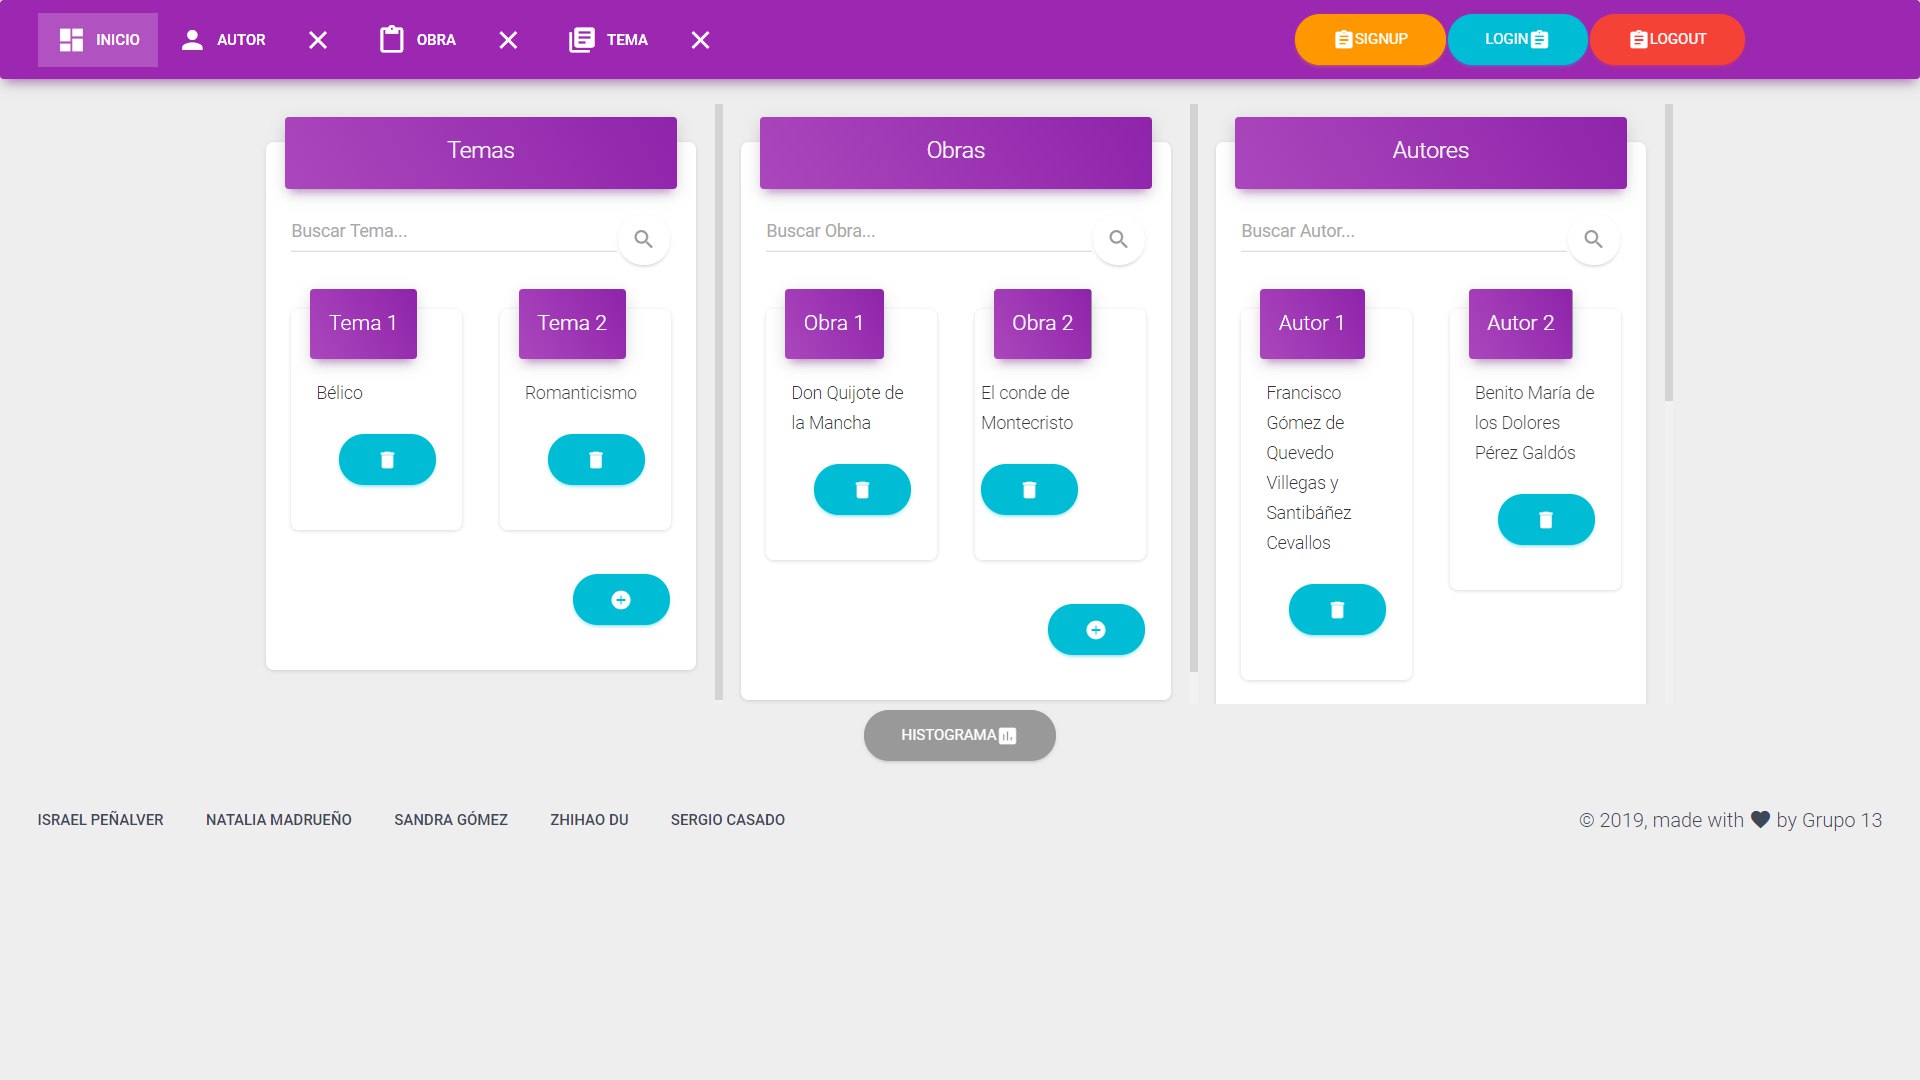 INICIO AUTOR OBRA TEMA SIGNUP LOGIN LOGOUT
Temas
Buscar Tema...
Tema 1
Bélico
Tema 2
Romanticismo
Obras
Buscar Obra...
Obra 1
Don Quijote de
la Mancha
Obra 2
El conde de
Montecristo
Autores
Buscar Autor...
Autor 1
Francisco
Gómez de
Quevedo
Villegas y
Santibáñez
Cevallos
Autor 2
Benito María de
los Dolores
Pérez Galdós
HISTOGRAMA
ISRAEL PEÑALVER NATALIA MADRUEÑO SANDRA GÓMEZ ZHIHAO DU SERGIO CASADO
© 2019, made with ♥ by Grupo 13